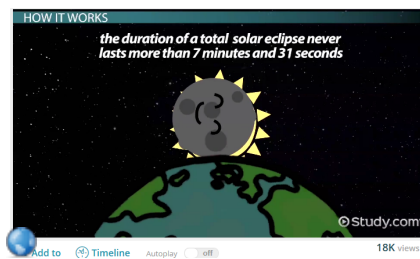 HOW IT WORKS
the duration of a total solar eclipse never
lasts more than 7 minutes and 31 seconds
Study.com
Add to Timeline Autoplay off 18K views